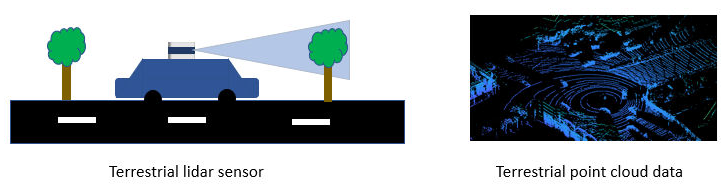 Terrestrial lidar sensor
Terrestrial point cloud data